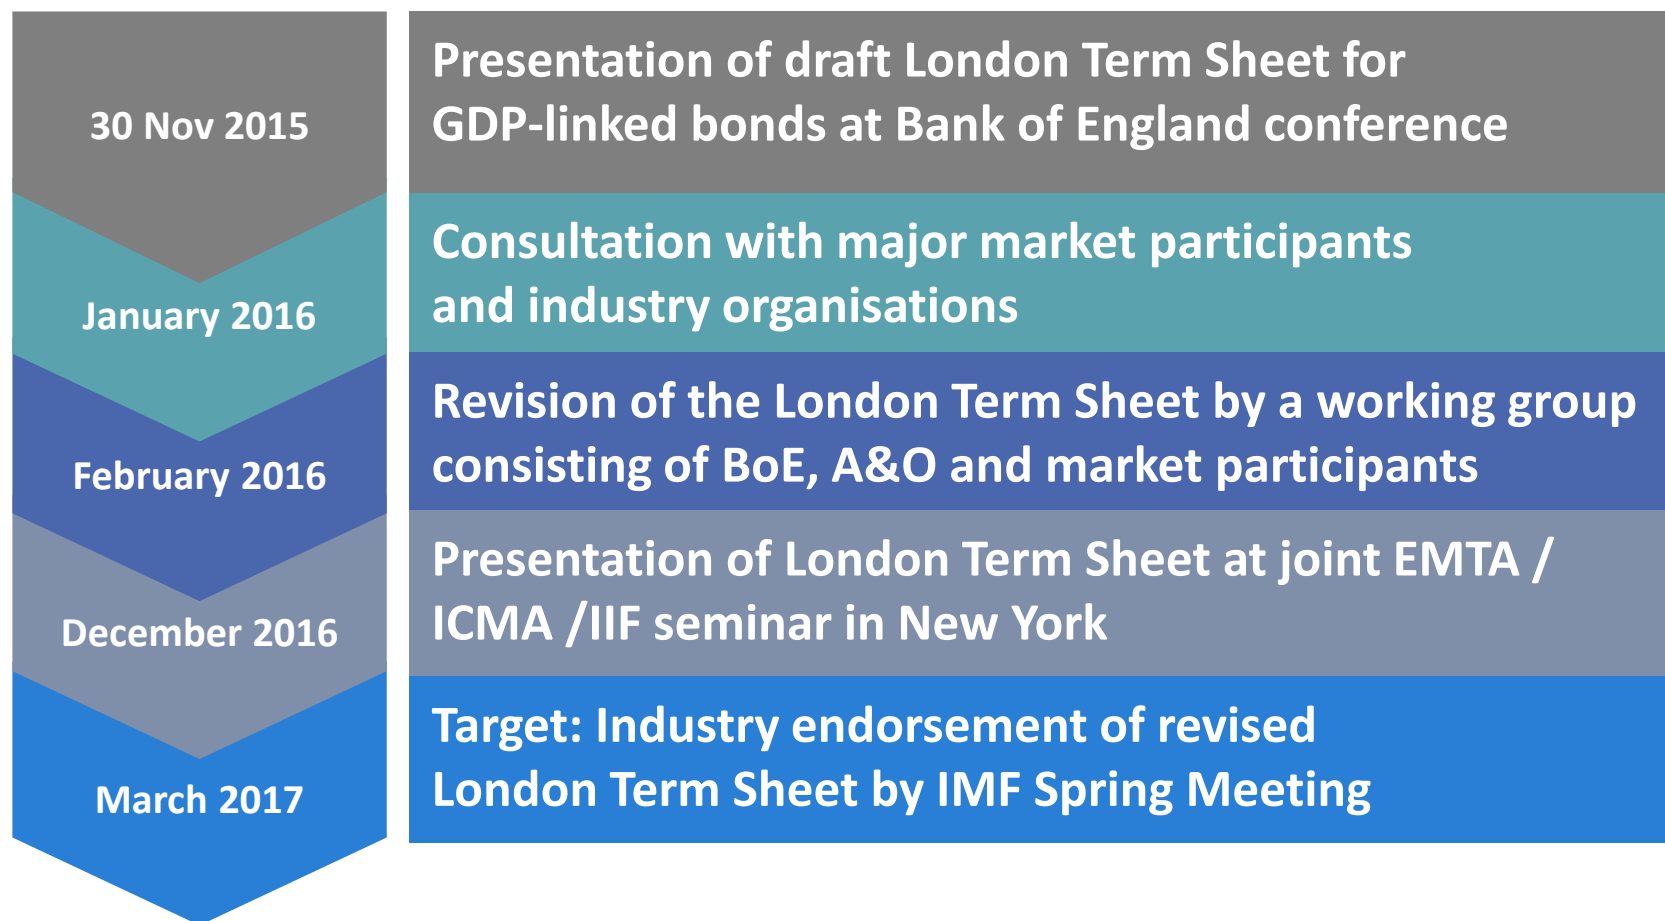 30 Nov 2015
Presentation of draft London Term Sheet for
GDP-linked bonds at Bank of England conference
January 2016
Consultation with major market participants
and industry organisations
February 2016
Revision of the London Term Sheet by a working group
consisting of BoE, A&O and market participants
December 2016
Presentation of London Term Sheet at joint EMTA /
ICMA /IIF seminar in New York
March 2017
Target: Industry endorsement of revised
London Term Sheet by IMF Spring Meeting